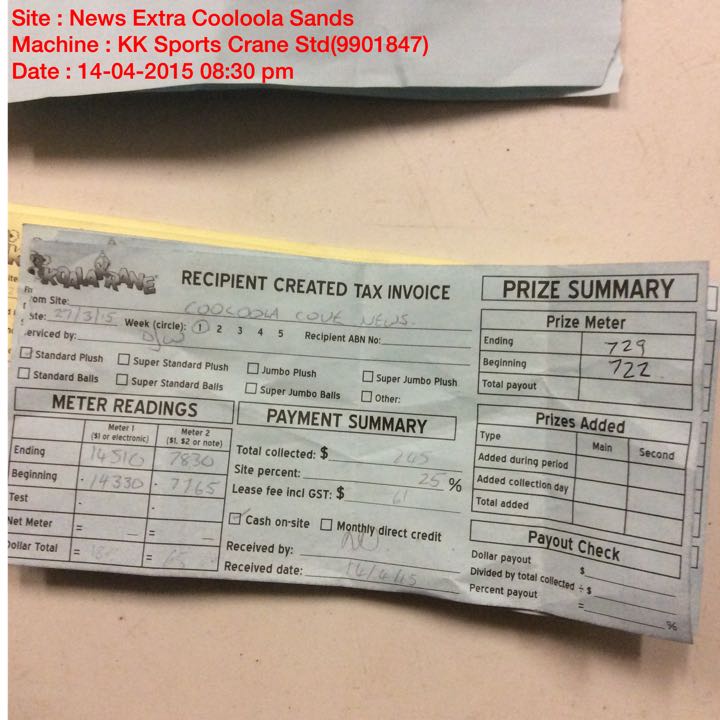 Site : News Extra Cooloola Sands
Machine : KK Sports Crane Std(9901847)
Date : 14-04-2015 08:30 pm
KOALA KRANE
RECIPIENT CREATED TAX INVOICE
om Site: COOLOOLA COVE NEWS.
ate: 27/3/15 Week (circle): 1 2 3 4 5 Recipient ABN No:
erviced by:
Standard Plush Super Standard Plush Jumbo Plush Super Jumbo Plush
Standard Balls Super Standard Balls Super Jumbo Balls Other:
METER READINGS
Meter 1 ($1 or electronic) Meter 2 ($1, $2 or note)
Ending 14510 7830
Beginning - 14330 - 7765
Test - -
Net Meter = =
Dollar Total = =
PAYMENT SUMMARY
Total collected: $ 245
Site percent: 25 %
Lease fee incl GST: $ 61
Cash on-site Monthly direct credit
Received by:
Received date: 14/4/15
PRIZE SUMMARY
Prize Meter
Ending 729
Beginning 722
Total payout
Prizes Added
Type Main Second
Added during period
Added collection day
Total added
Payout Check
Dollar payout $
Divided by total collected ÷ $
Percent payout = %